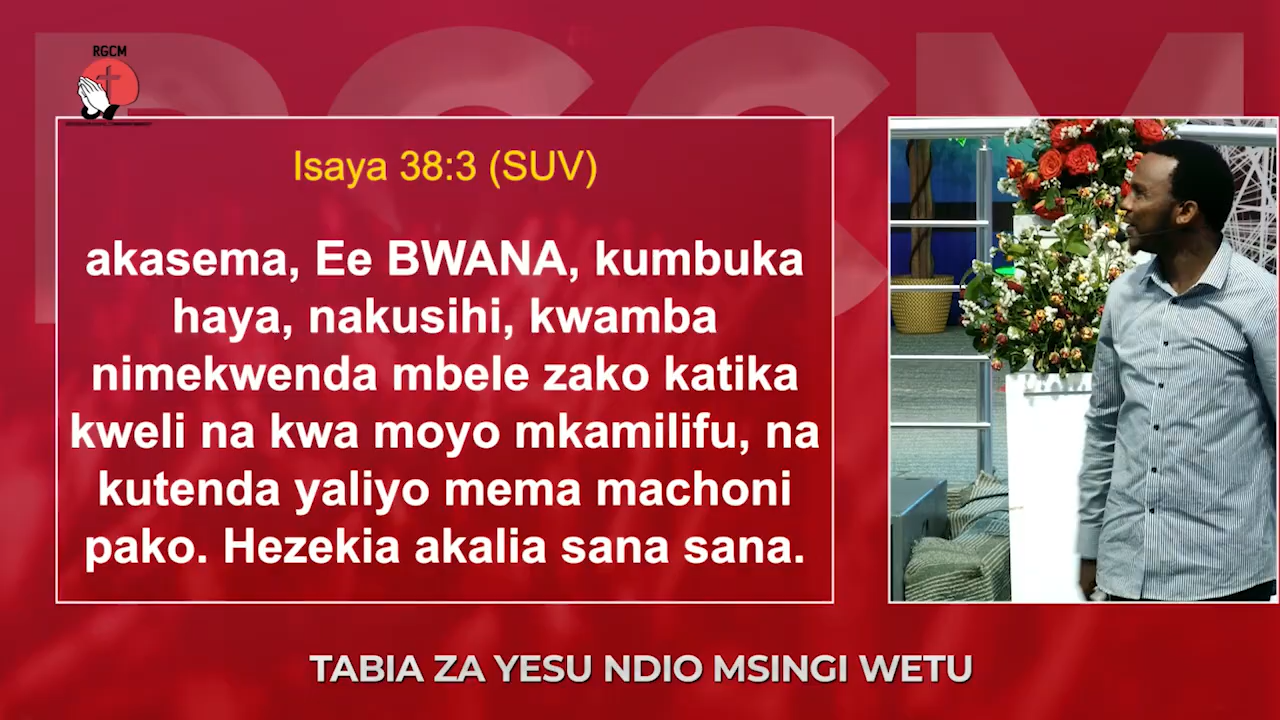 RGCM
RGCM
Isaya 38:3 (SUV)
akasema, Ee BWANA, kumbuka
haya, nakusihi, kwamba
nimekwenda mbele zako katika
kweli na kwa moyo mkamilifu, na
kutenda yaliyo mema machoni
pako. Hezekia akalia sana sana.
TABIA ZA YESU NDIO MSINGI WETU